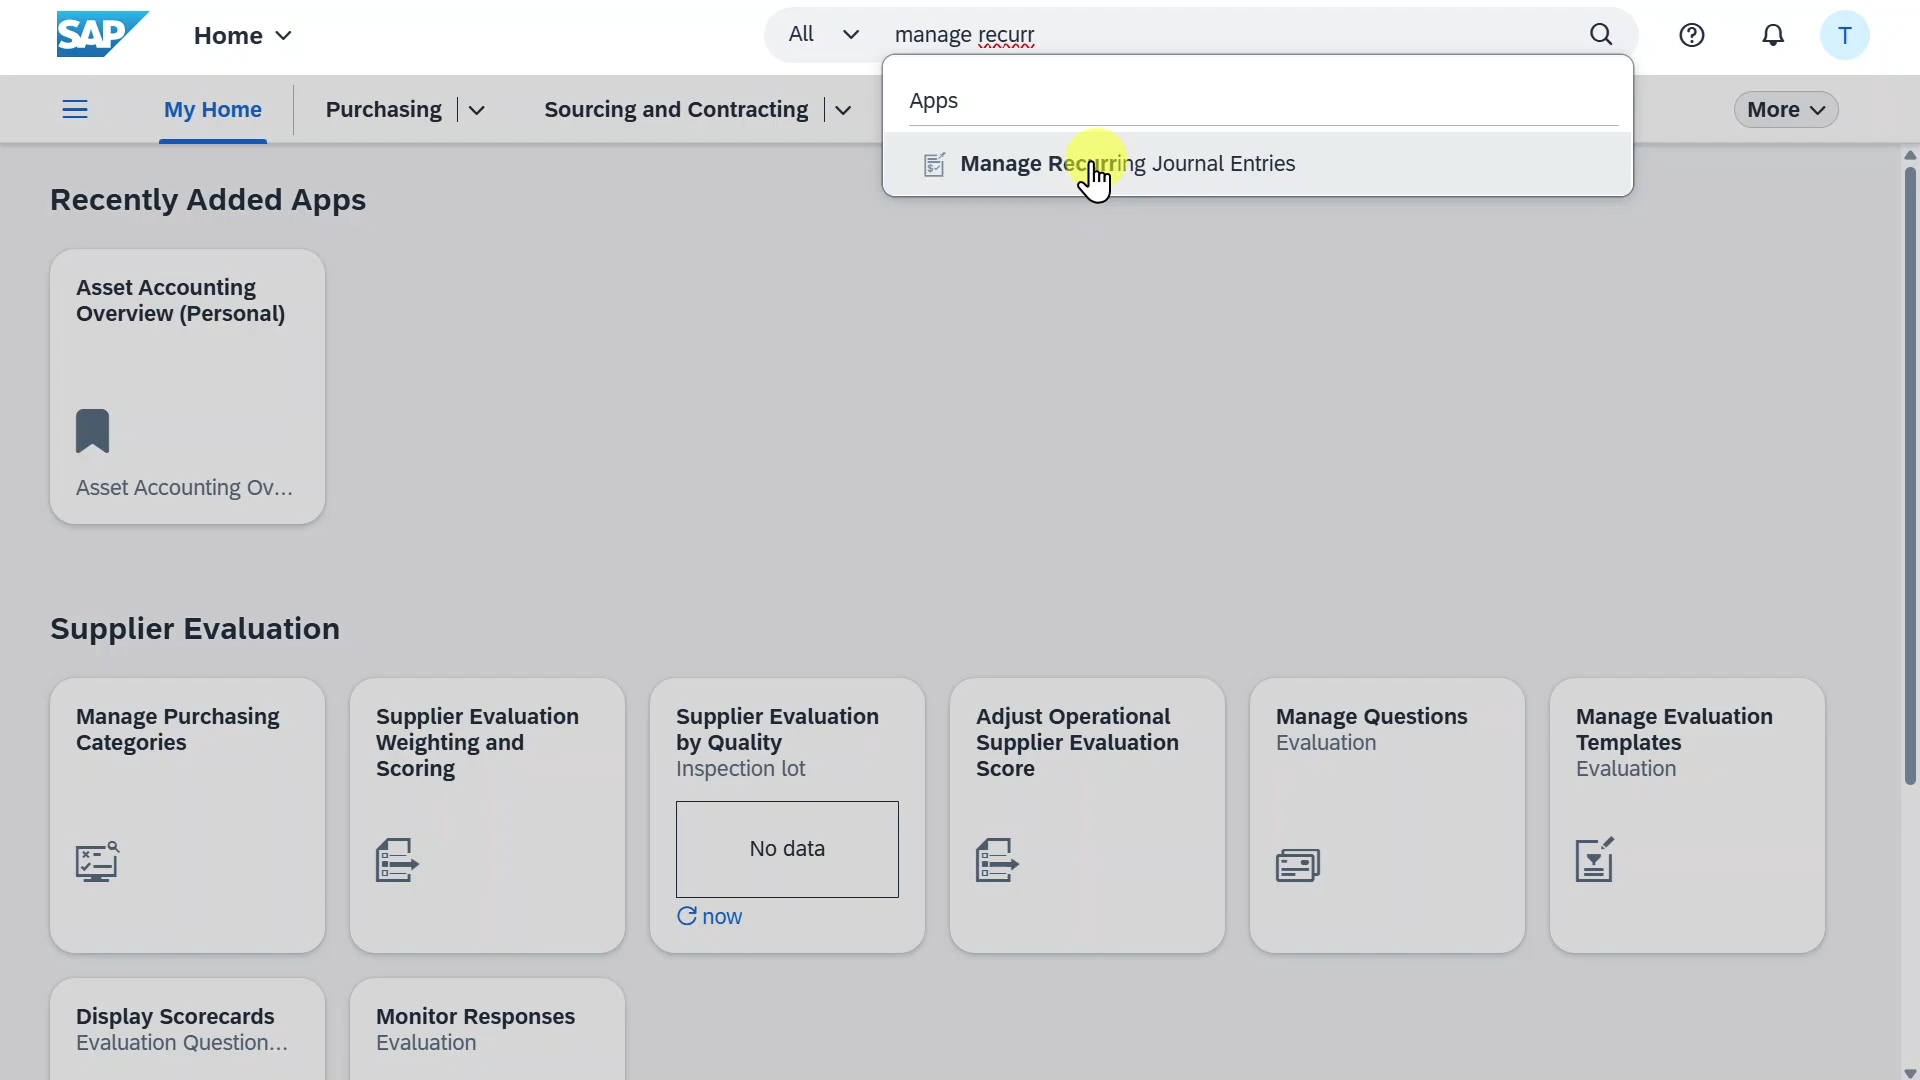 SAP
Home
All
manage recurr
T
My Home
Purchasing
Sourcing and Contracting
More
Apps
Manage Recurring Journal Entries
Recently Added Apps
Asset Accounting
Overview (Personal)
Asset Accounting Ov...
Supplier Evaluation
Manage Purchasing
Categories
Supplier Evaluation
Weighting and
Scoring
Supplier Evaluation
by Quality
Inspection lot
No data
now
Adjust Operational
Supplier Evaluation
Score
Manage Questions
Evaluation
Manage Evaluation
Templates
Evaluation
Display Scorecards
Evaluation Question...
Monitor Responses
Evaluation